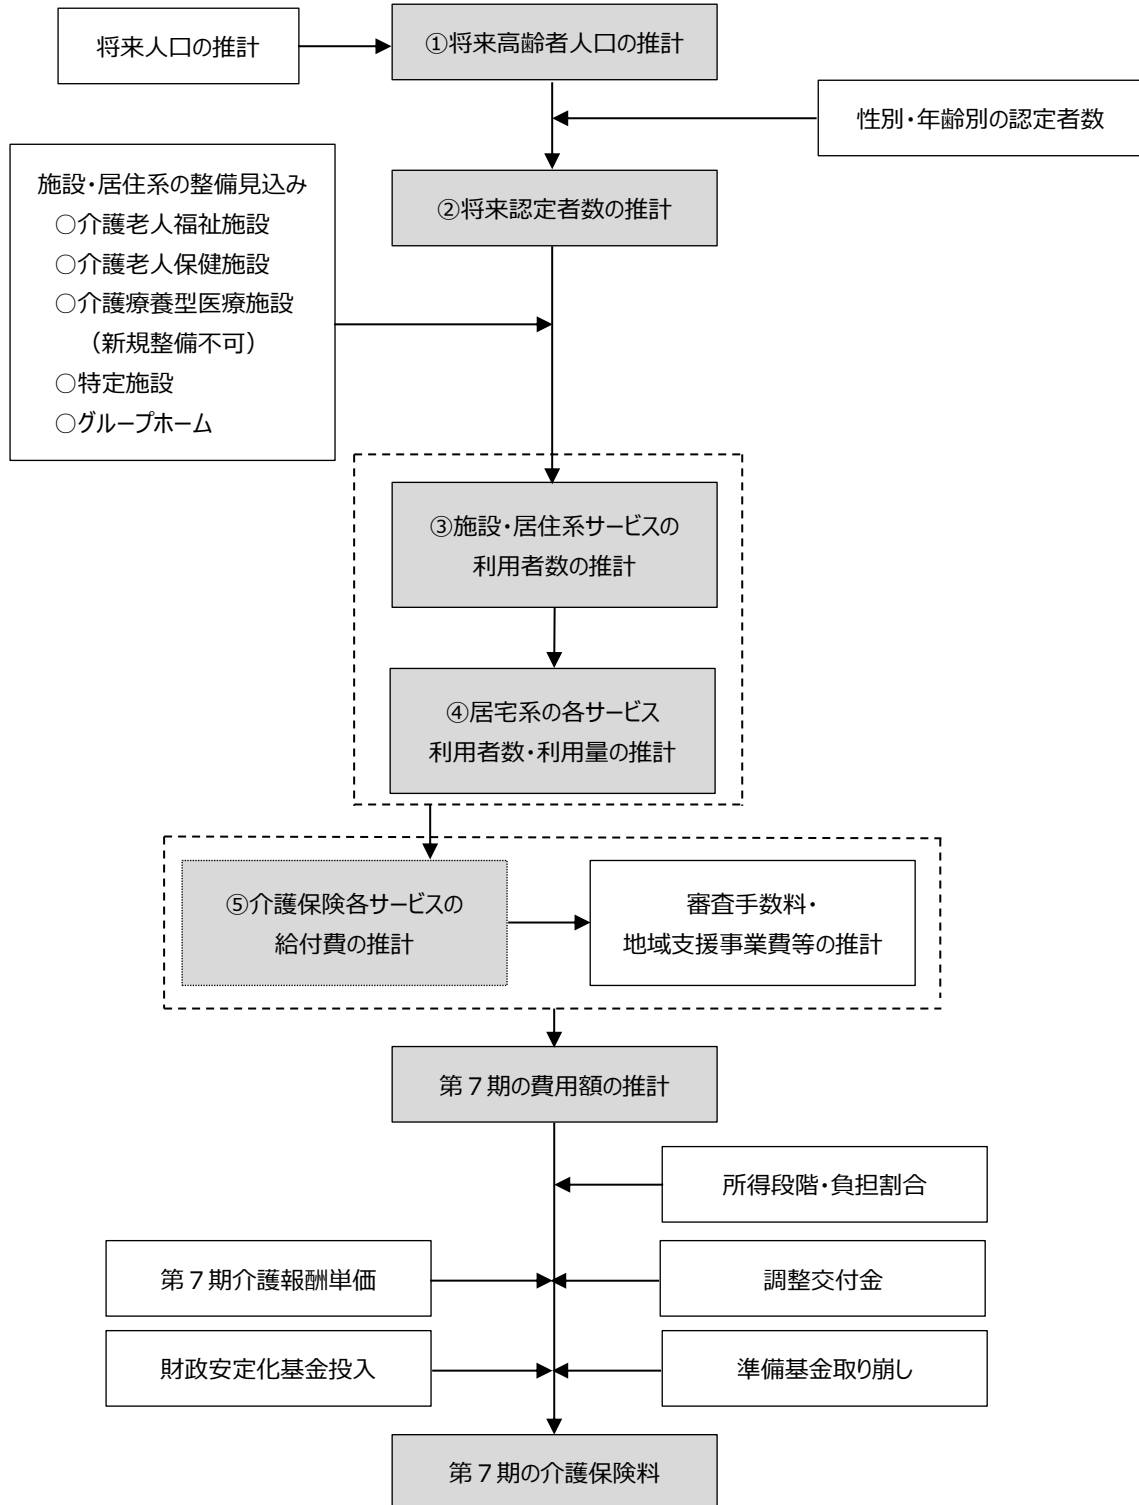 将来人口の推計
①将来高齢者人口の推計
性別・年齢別の認定者数
施設・居住系の整備見込み
○介護老人福祉施設
○介護老人保健施設
○介護療養型医療施設
（新規整備不可）
○特定施設
○グループホーム
②将来認定者数の推計
③施設・居住系サービスの
利用者数の推計
④居宅系の各サービス
利用者数・利用量の推計
⑤介護保険各サービスの
給付費の推計
審査手数料・
地域支援事業費等の推計
第７期の費用額の推計
所得段階・負担割合
第７期介護報酬単価
調整交付金
財政安定化基金投入
準備基金取り崩し
第７期の介護保険料